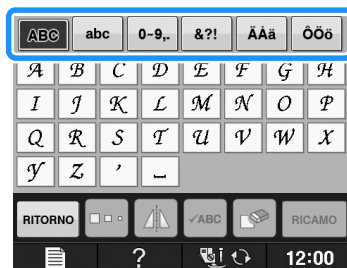 ABC abc 0~9,. &?! ÄÅä ÔÖö
A B C D E F G H
I J K L M N O P
Q R S T U V W X
Y Z ’ _
RITORNO ✓ABC RICAMO
? 12:00